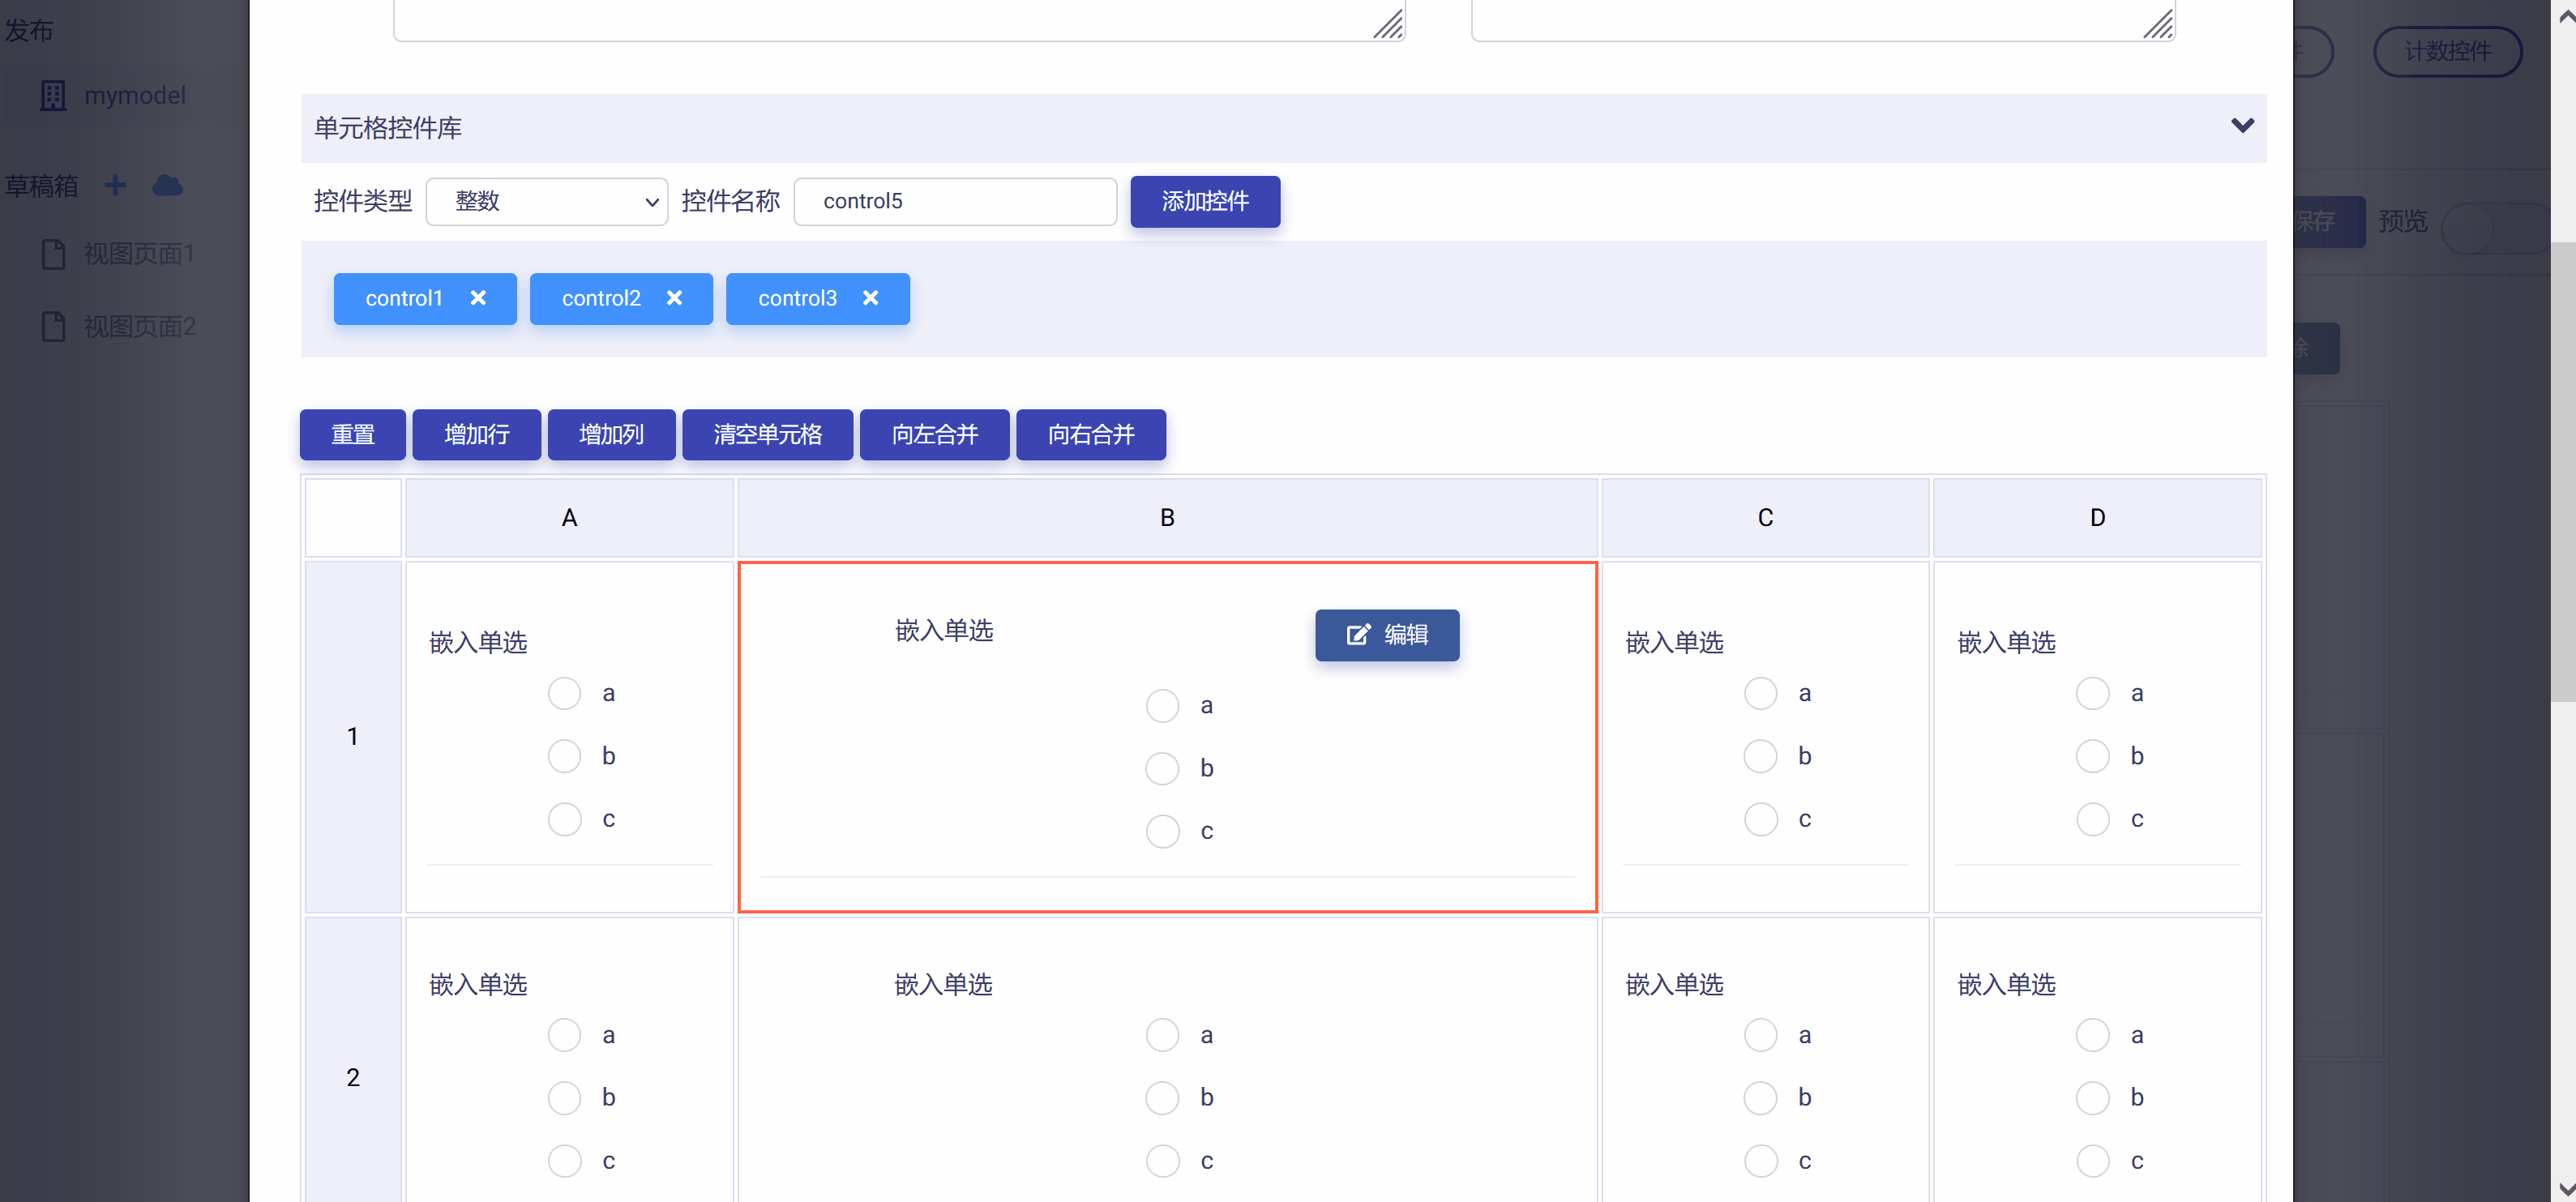 发布
mymodel
草稿箱
视图页面1
视图页面2
计数控件
保存 预览
单元格控件库
控件类型 整数 控件名称 control5 添加控件
control1 control2 control3
重置 增加行 增加列 清空单元格 向左合并 向右合并
A B C D
1
嵌入单选 嵌入单选 编辑 嵌入单选 嵌入单选
a a a a
b b b b
c c c c
2
嵌入单选 嵌入单选 嵌入单选 嵌入单选
a a a a
b b b b
c c c c